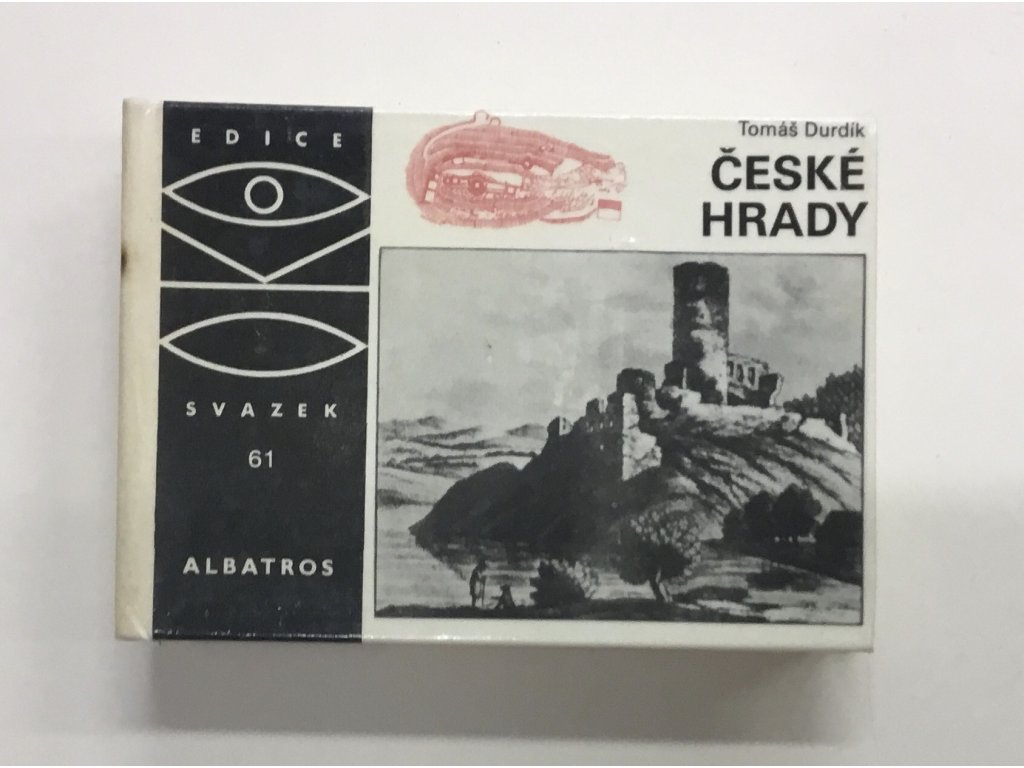 EDICE
SVAZEK
61
ALBATROS
Tomáš Durdík
ČESKÉ
HRADY